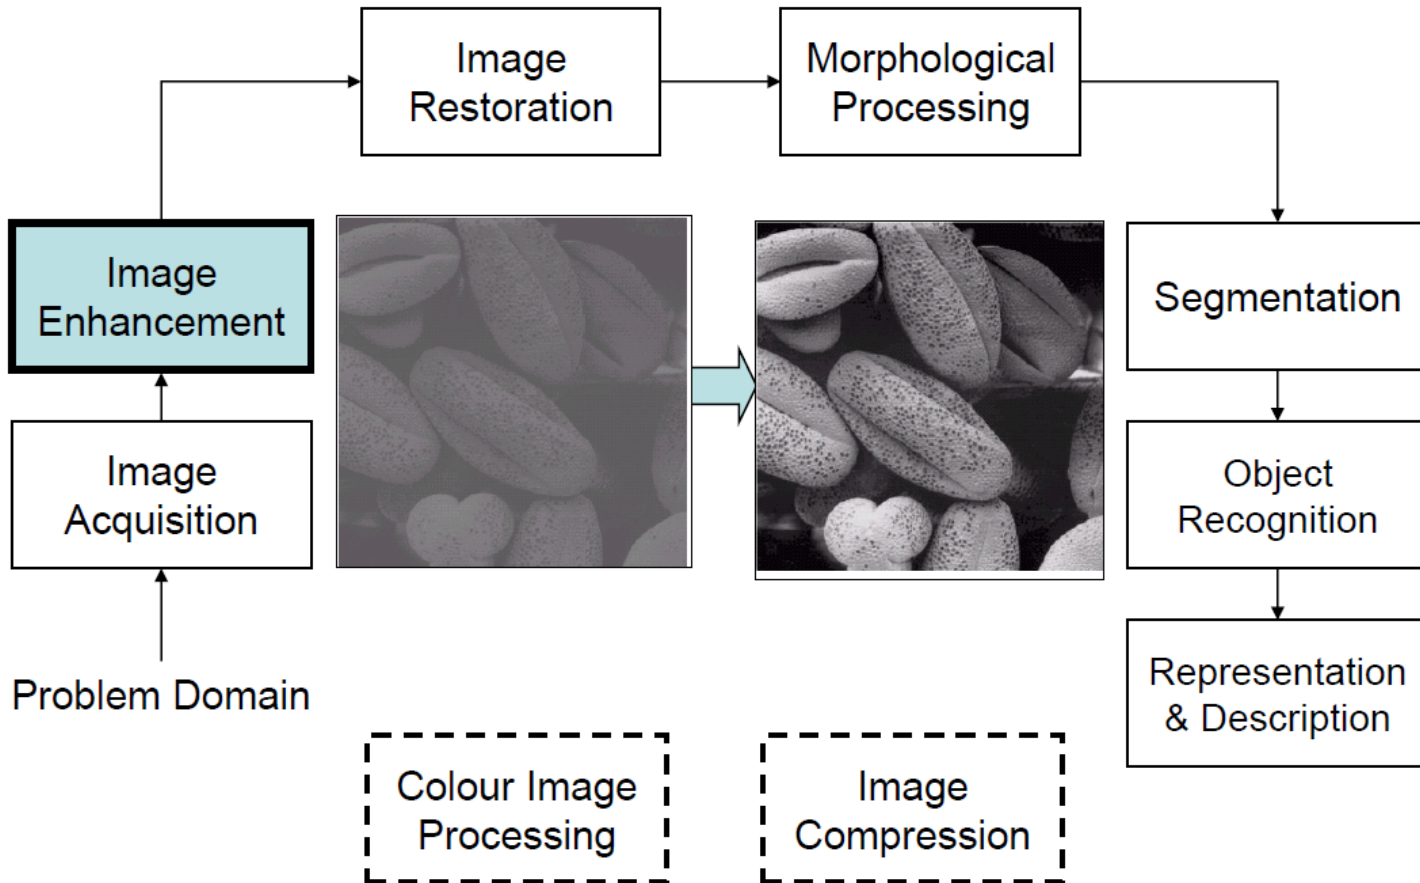 Image
Restoration
Morphological
Processing
Image
Enhancement
Segmentation
Image
Acquisition
Object
Recognition
Problem Domain
Representation
& Description
Colour Image
Processing
Image
Compression